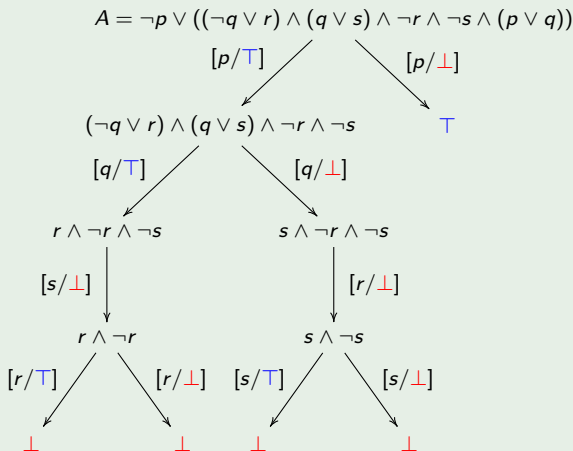 A = ¬p ∨ ((¬q ∨ r) ∧ (q ∨ s) ∧ ¬r ∧ ¬s ∧ (p ∨ q))
[p/⊤] [p/⊥]
(¬q ∨ r) ∧ (q ∨ s) ∧ ¬r ∧ ¬s ⊤
[q/⊤] [q/⊥]
r ∧ ¬r ∧ ¬s s ∧ ¬r ∧ ¬s
[s/⊥] [r/⊥]
r ∧ ¬r s ∧ ¬s
[r/⊤] [r/⊥] [s/⊤] [s/⊥]
⊥ ⊥ ⊥ ⊥